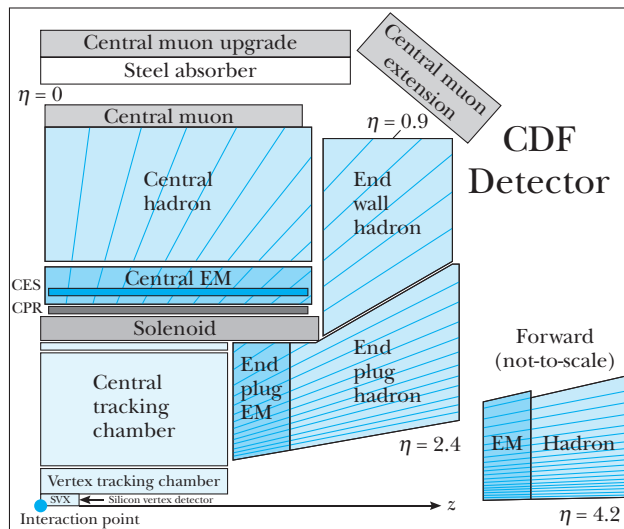 Central muon upgrade
Steel absorber
Central muon
extension
η = 0
Central muon
η = 0.9
CDF
Detector
Central
hadron
End
wall
hadron
Central EM
CES
CPR
Solenoid
Central
tracking
chamber
End
plug
EM
End
plug
hadron
Forward
(not-to-scale)
EM
Hadron
η = 2.4
Vertex tracking chamber
SVX
Silicon vertex detector
z
Interaction point
η = 4.2